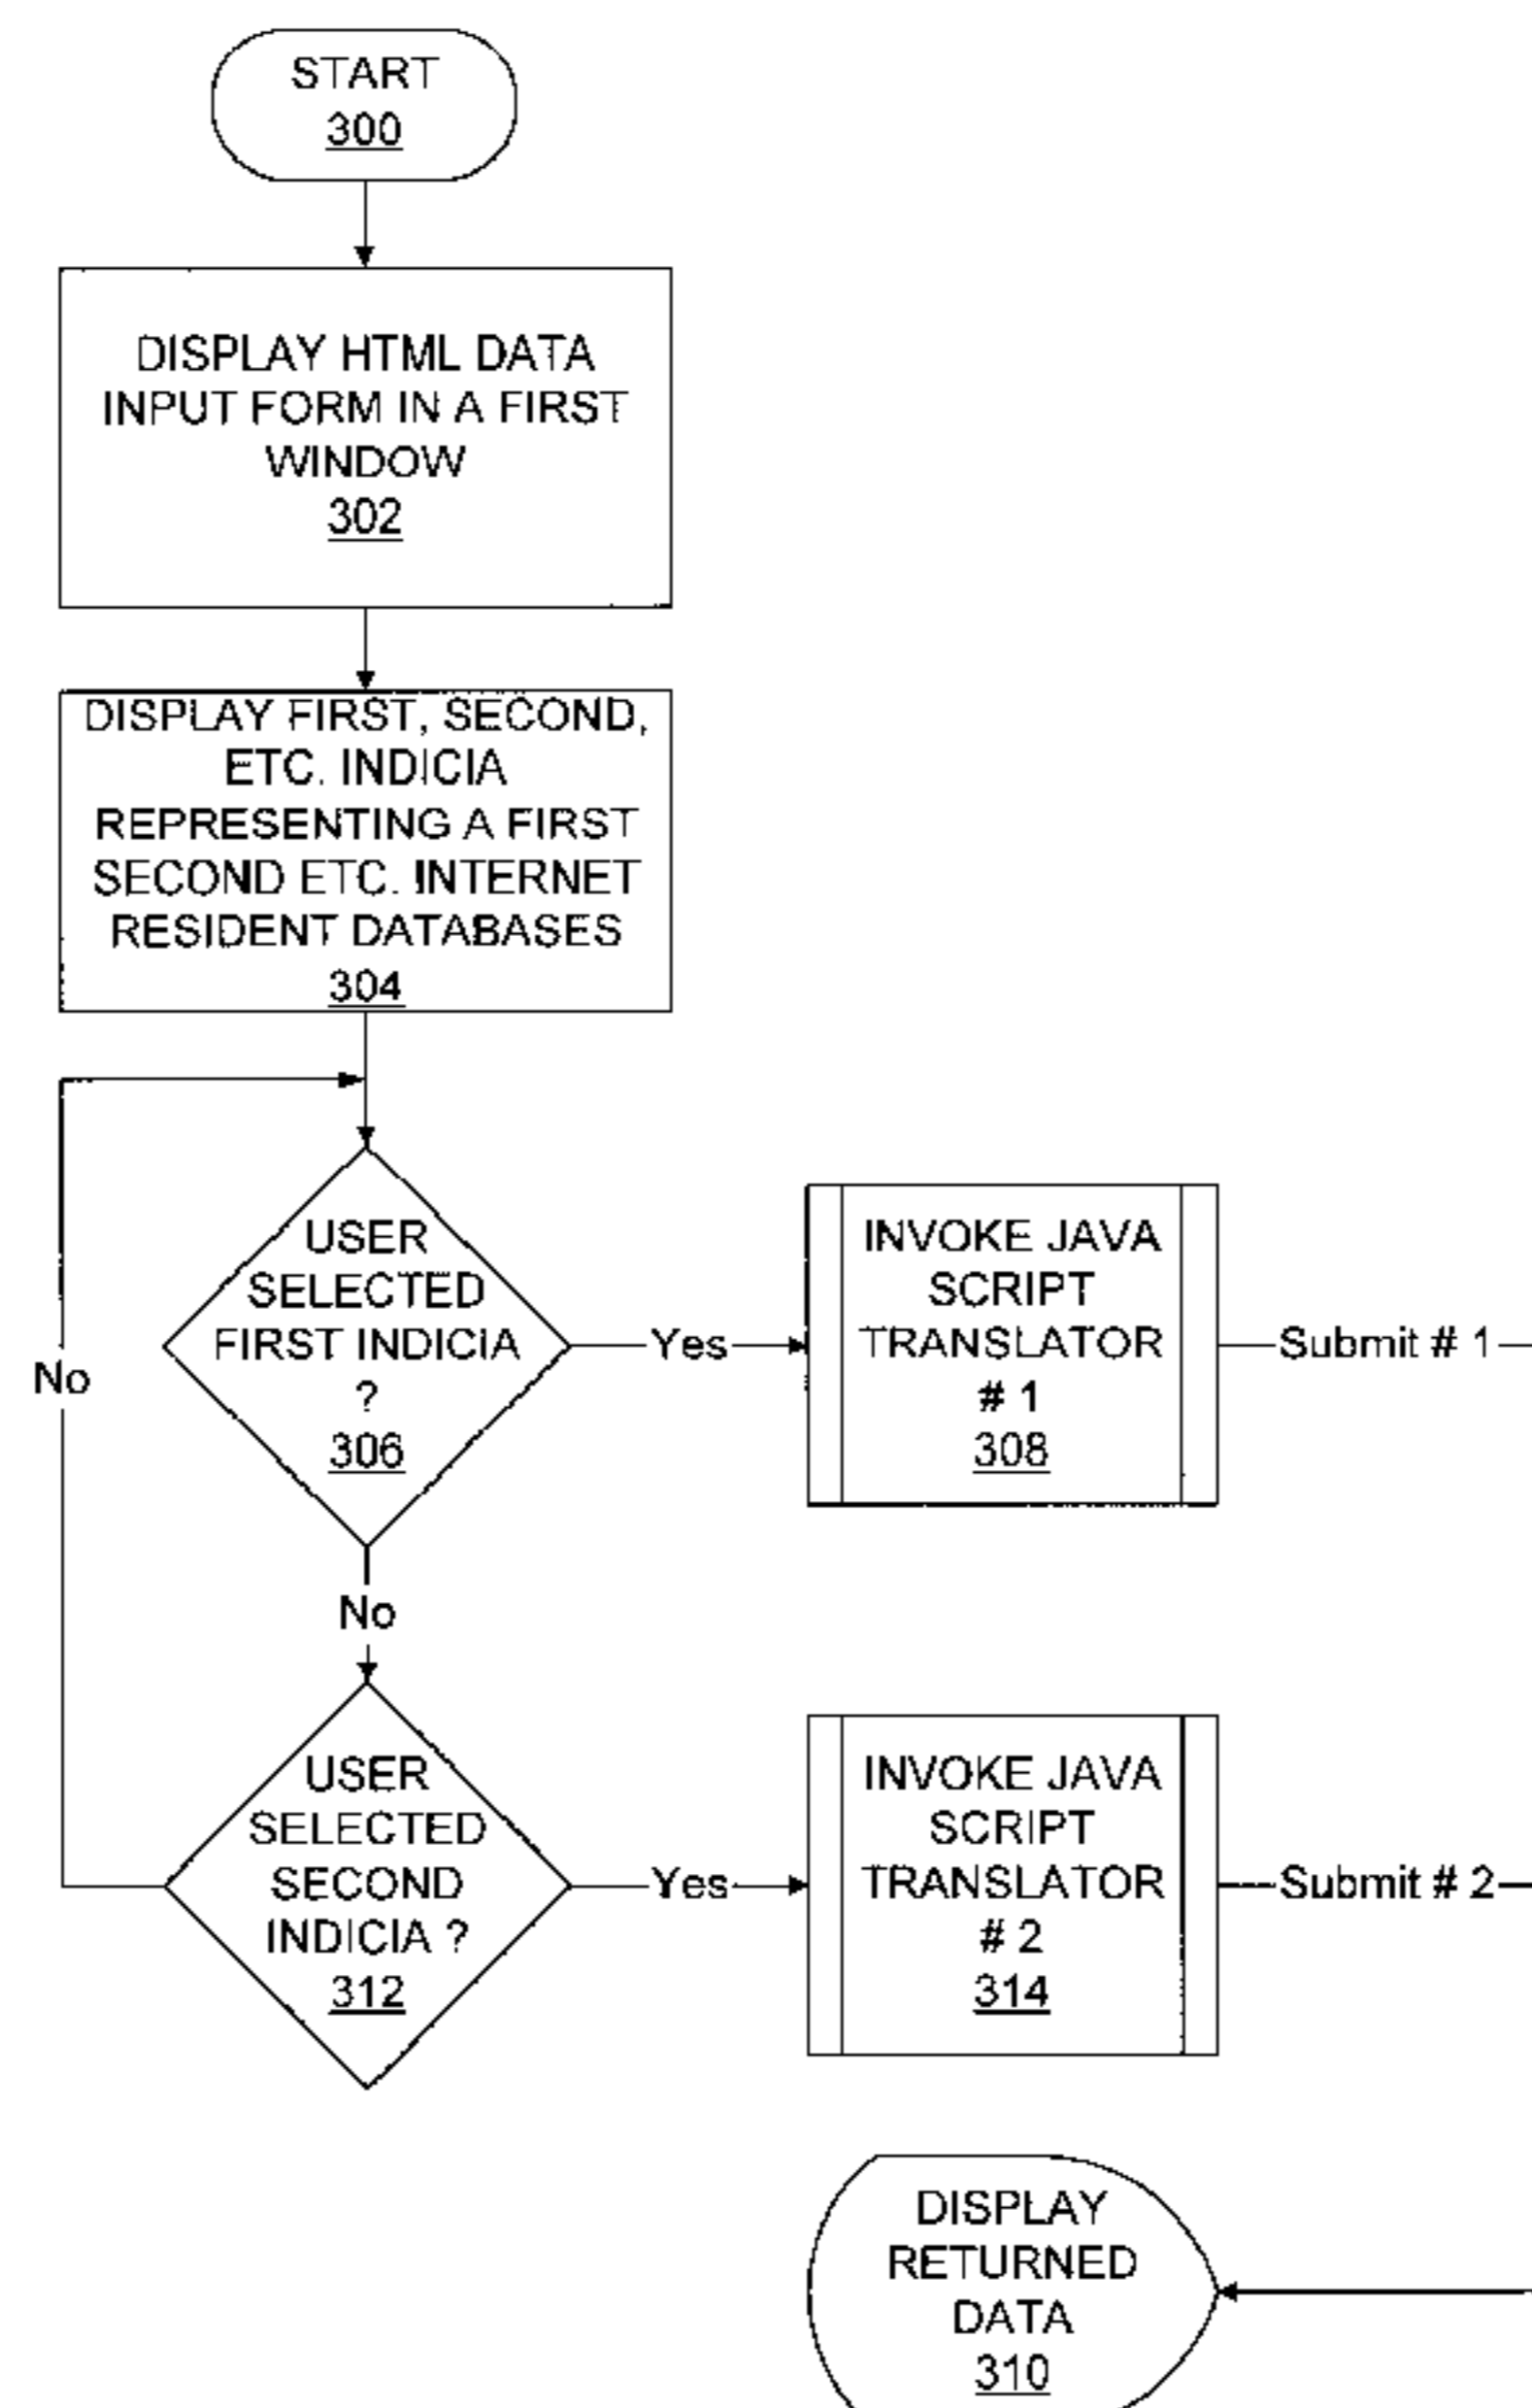 START
300
DISPLAY HTML DATA
INPUT FORM IN A FIRST
WINDOW
302
DISPLAY FIRST, SECOND,
ETC. INDICIA
REPRESENTING A FIRST
SECOND ETC. INTERNET
RESIDENT DATABASES
304
USER
SELECTED
FIRST INDICIA
?
306
Yes
INVOKE JAVA
SCRIPT
TRANSLATOR
# 1
308
Submit # 1
No
No
USER
SELECTED
SECOND
INDICIA ?
312
Yes
INVOKE JAVA
SCRIPT
TRANSLATOR
# 2
314
Submit # 2
DISPLAY
RETURNED
DATA
310